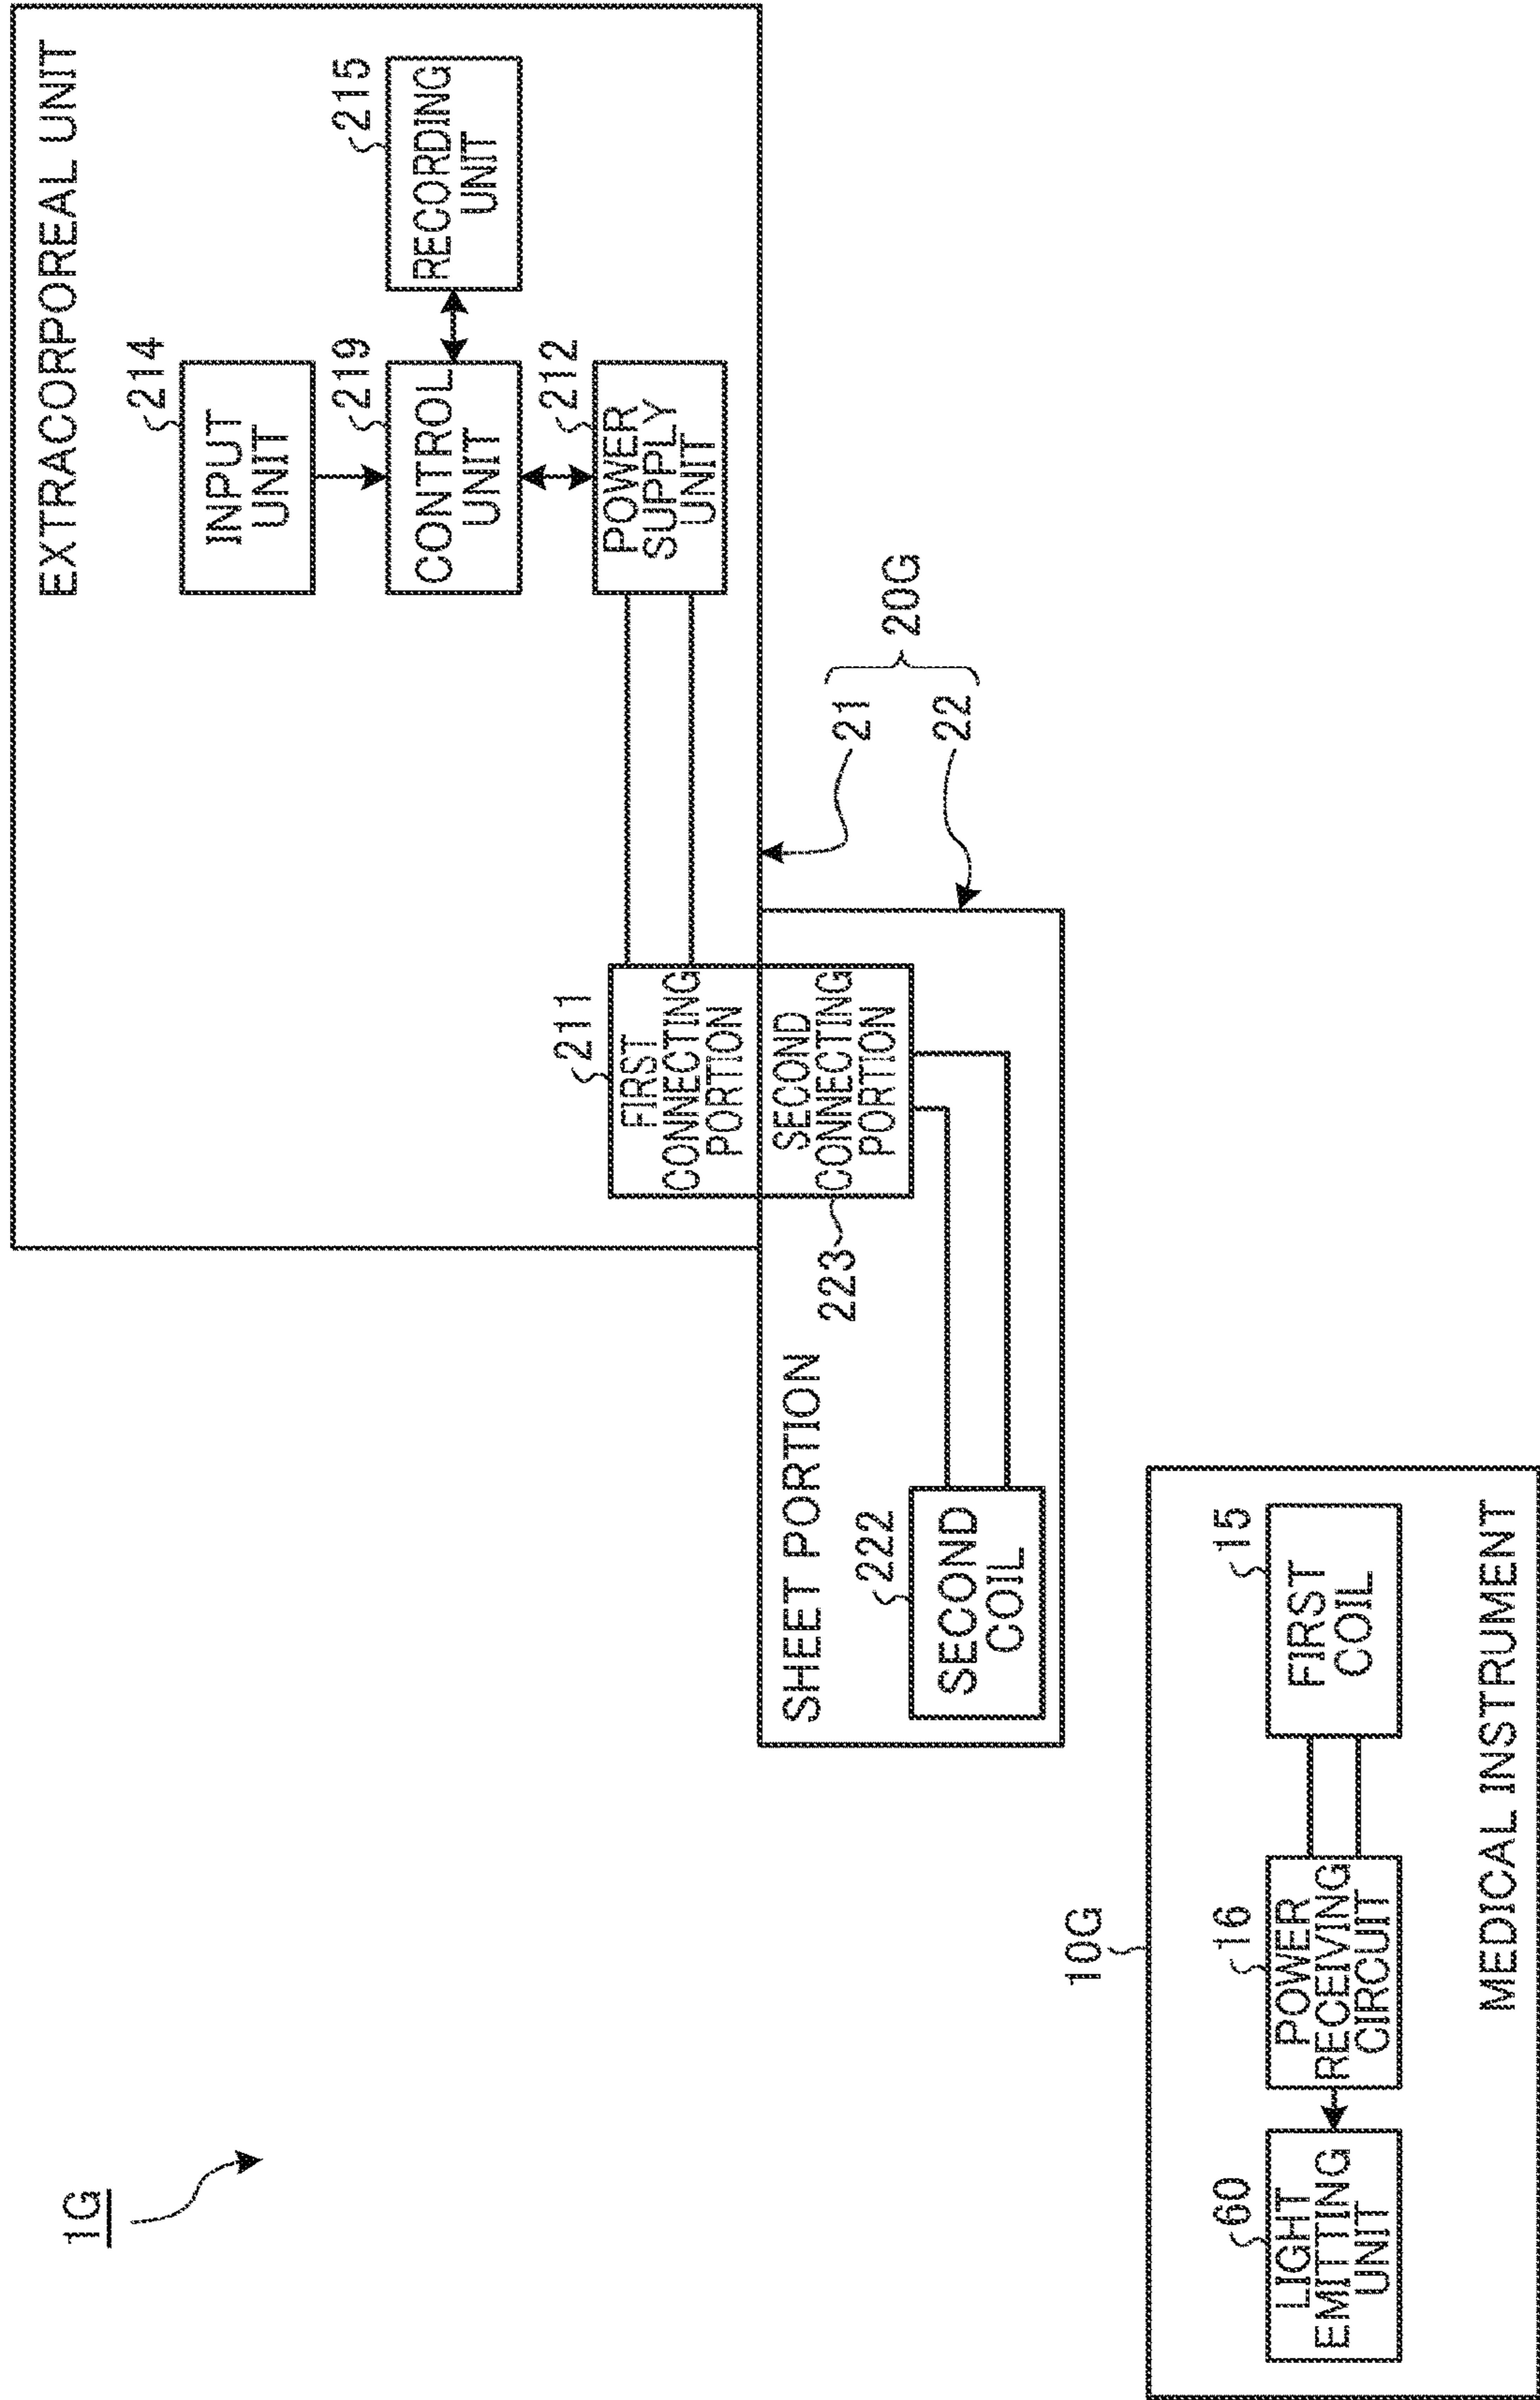 1G
EXTRACORPOREAL UNIT
214
INPUT
UNIT
219
CONTROL
UNIT
215
RECORDING
UNIT
212
POWER
SUPPLY
UNIT
211
FIRST
CONNECTING
PORTION
SECOND
CONNECTING
PORTION
223
21
22
20G
SHEET PORTION
222
SECOND
COIL
10G
60
LIGHT
EMITTING
UNIT
16
POWER
RECEIVING
CIRCUIT
15
FIRST
COIL
MEDICAL INSTRUMENT